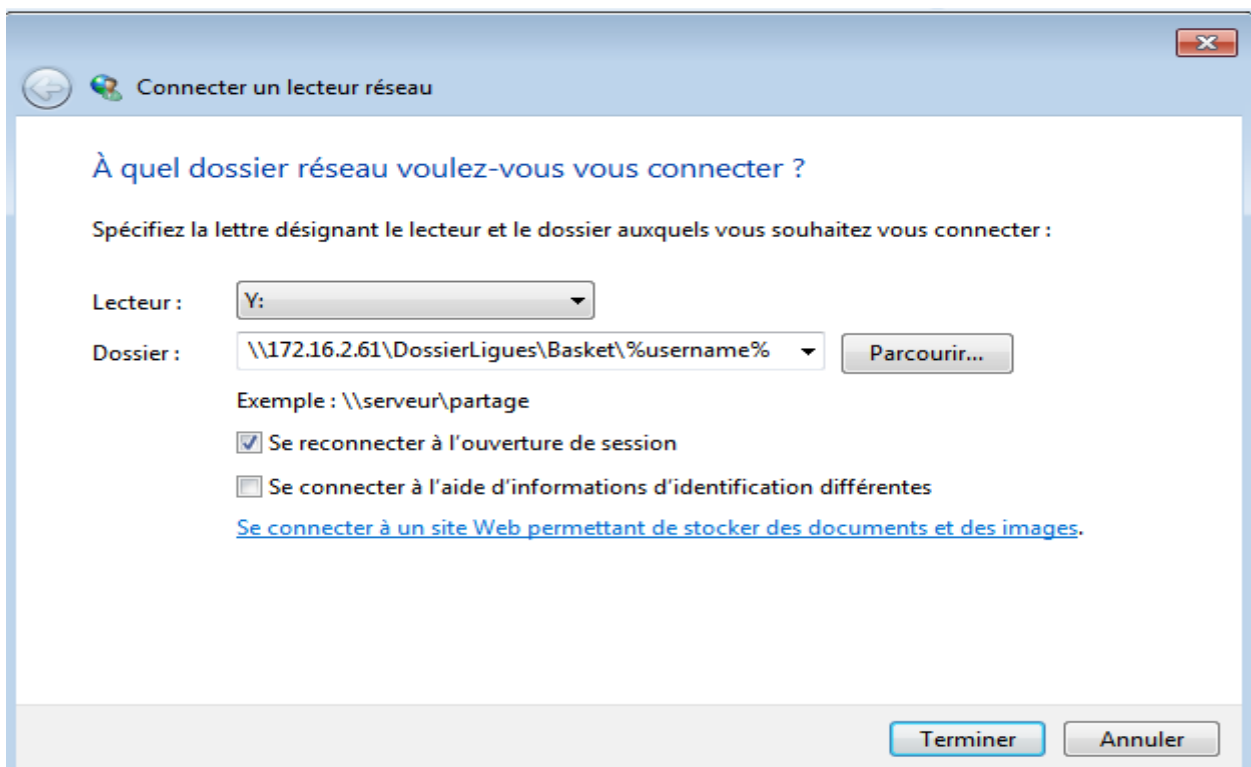 Connecter un lecteur réseau
À quel dossier réseau voulez-vous vous connecter ?
Spécifiez la lettre désignant le lecteur et le dossier auxquels vous souhaitez vous connecter :
Lecteur : Y:
Dossier : \\172.16.2.61\DossierLigues\Basket\%username% Parcourir...
Exemple : \\serveur\partage
Se reconnecter à l'ouverture de session
Se connecter à l'aide d'informations d'identification différentes
Se connecter à un site Web permettant de stocker des documents et des images.
Terminer Annuler